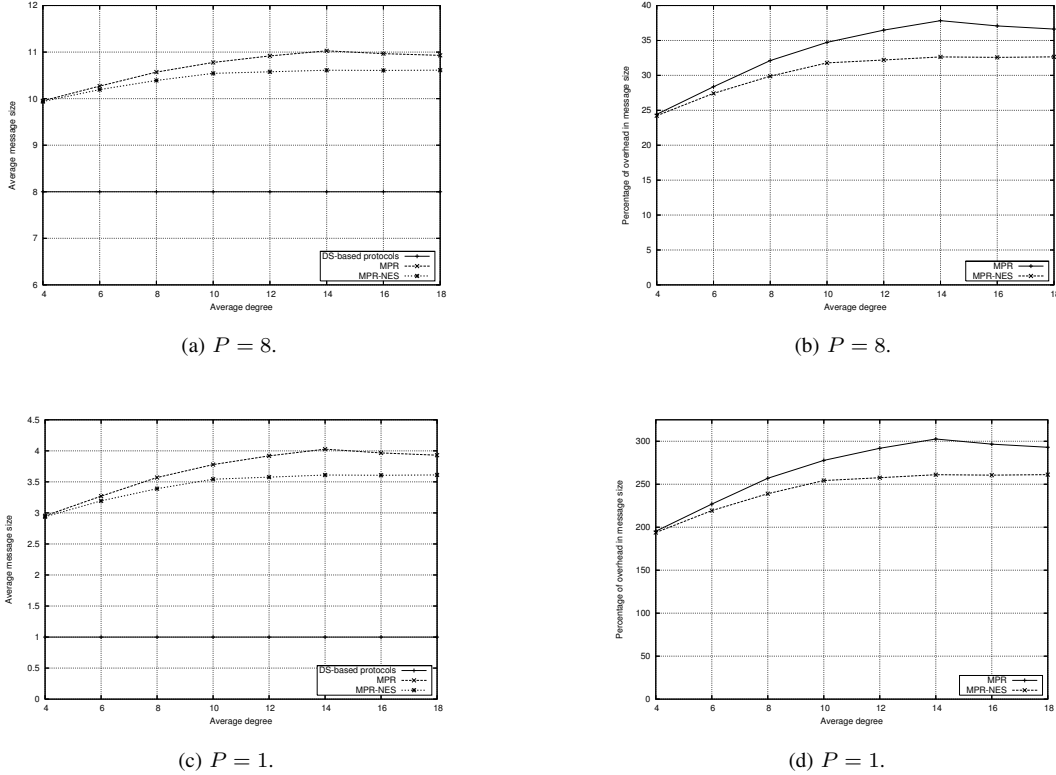 12
11
10
9
8
7
6
Average message size
4 6 8 10 12 14 16 18
Average degree
DS-based protocols
MPR
MPR-NES
(a) P = 8.
40
35
30
25
20
15
10
5
0
Percentage of overhead in message size
4 6 8 10 12 14 16 18
Average degree
MPR
MPR-NES
(b) P = 8.
4.5
4
3.5
3
2.5
2
1.5
1
0.5
0
Average message size
4 6 8 10 12 14 16 18
Average degree
DS-based protocols
MPR
MPR-NES
(c) P = 1.
300
250
200
150
100
50
0
Percentage of overhead in message size
4 6 8 10 12 14 16 18
Average degree
MPR
MPR-NES
(d) P = 1.